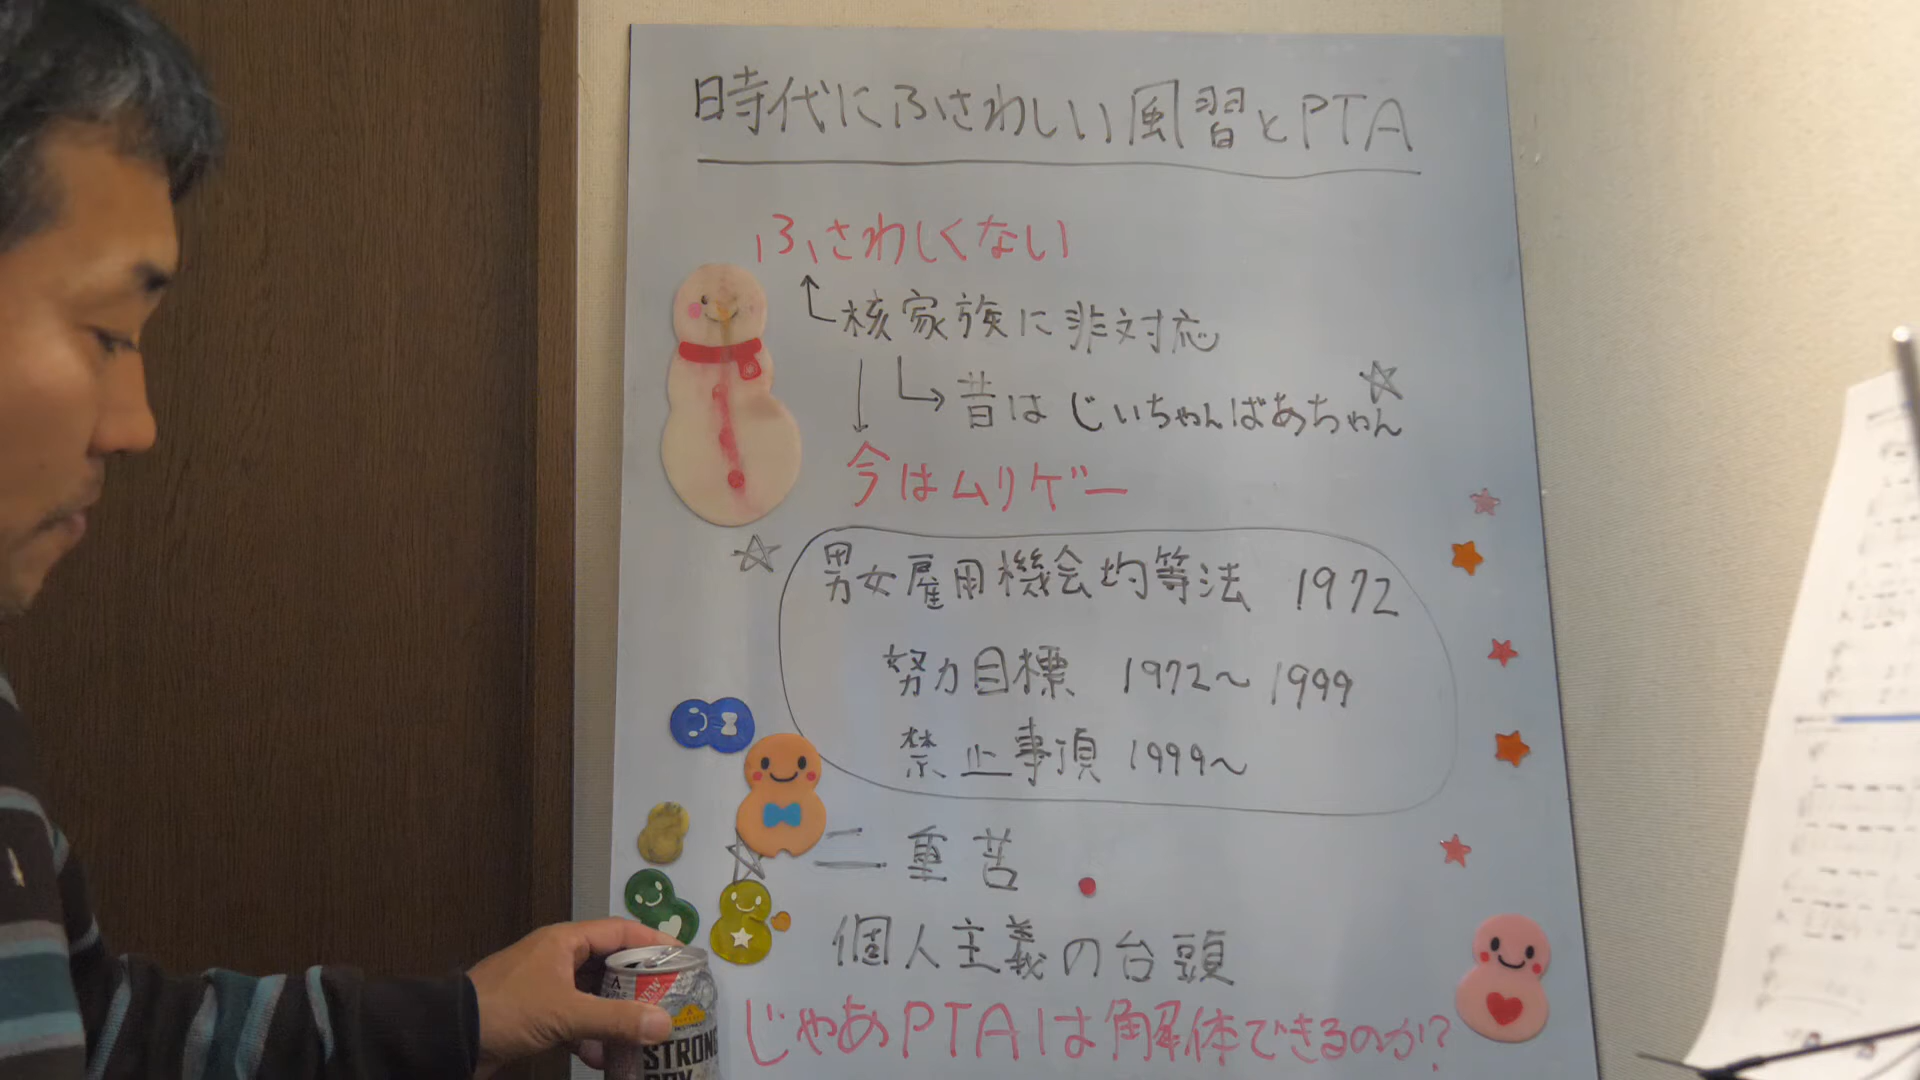 時代にふさわしい風習とPTA
ふさわしくない
核家族に非対応
昔はじいちゃんばあちゃん
今はムリゲー
男女雇用機会均等法 1972
努力目標 1972～1999
禁止事項 1999～
二重苦
個人主義の台頭
じゃあPTAは解体できるのか?
NEW
STRONG
DRY